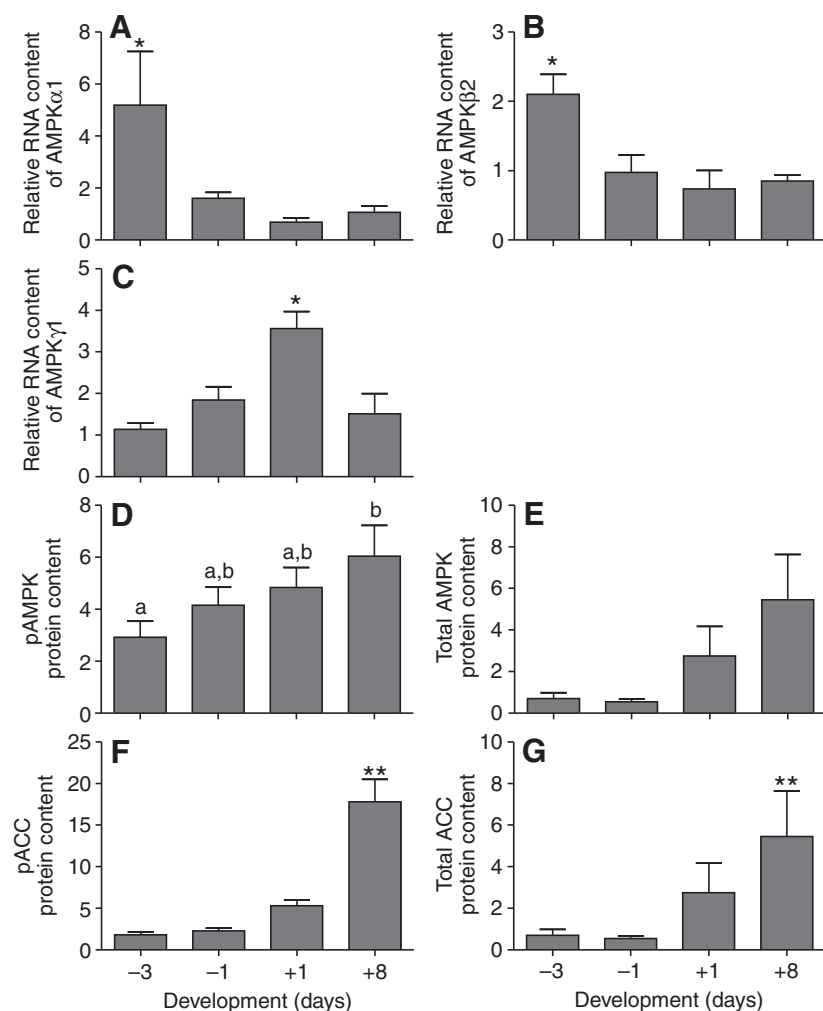 A
Relative RNA content
of AMPKα1
8
6
4
2
0
*
B
Relative RNA content
of AMPKβ2
3
2
1
0
*
C
Relative RNA content
of AMPKγ1
5
4
3
2
1
0
*
D
pAMPK
protein content
8
6
4
2
0
a
a,b
a,b
b
E
Total AMPK
protein content
10
8
6
4
2
0
F
pACC
protein content
25
20
15
10
5
0
**
–3
–1
+1
+8
Development (days)
G
Total ACC
protein content
10
8
6
4
2
0
**
–3
–1
+1
+8
Development (days)